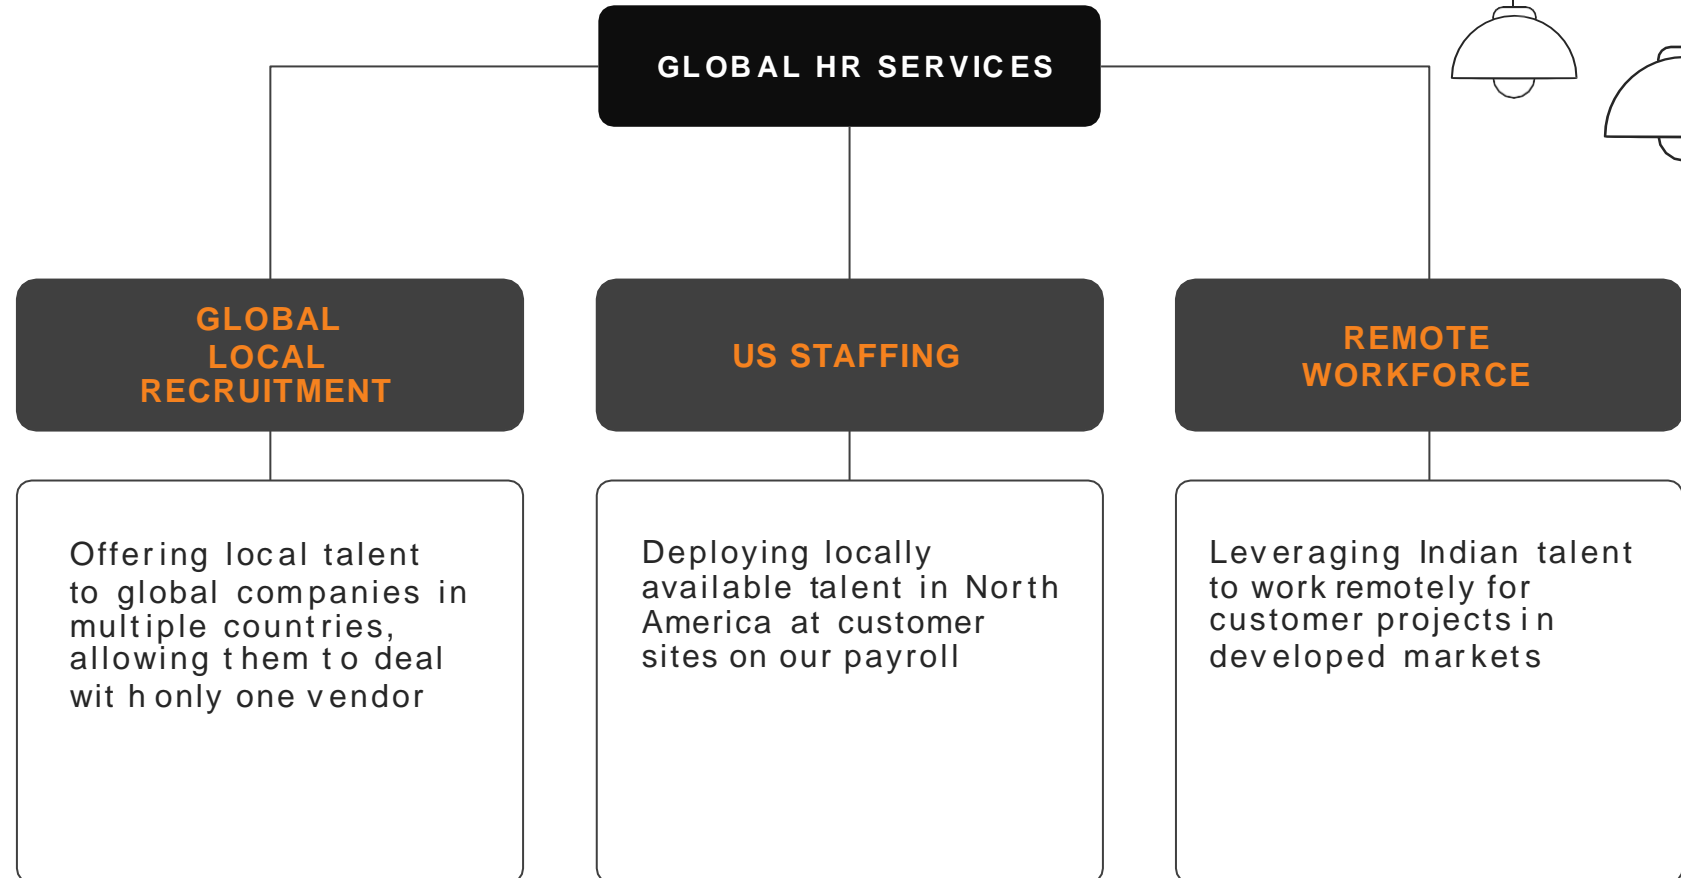 GLOBAL HR SERVICES
GLOBAL
LOCAL
RECRUITMENT
US STAFFING
REMOTE
WORKFORCE
Offering local talent
to global companies in
multiple countries,
allowing them to deal
with only one vendor
Deploying locally
available talent in North
America at customer
sites on our payroll
Leveraging Indian talent
to work remotely for
customer projects in
developed markets